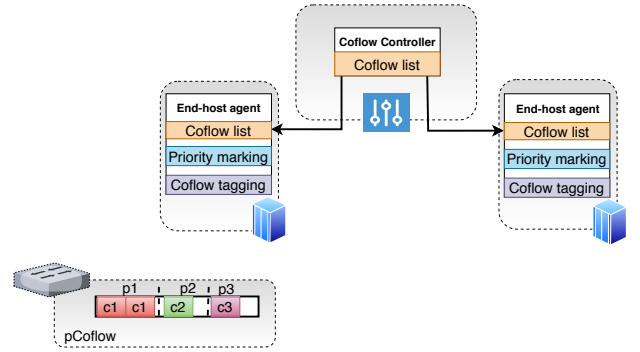 Coflow Controller
Coflow list
End-host agent
Coflow list
Priority marking
Coflow tagging
End-host agent
Coflow list
Priority marking
Coflow tagging
p1 p2 p3
c1 c1 c2 c3
pCoflow